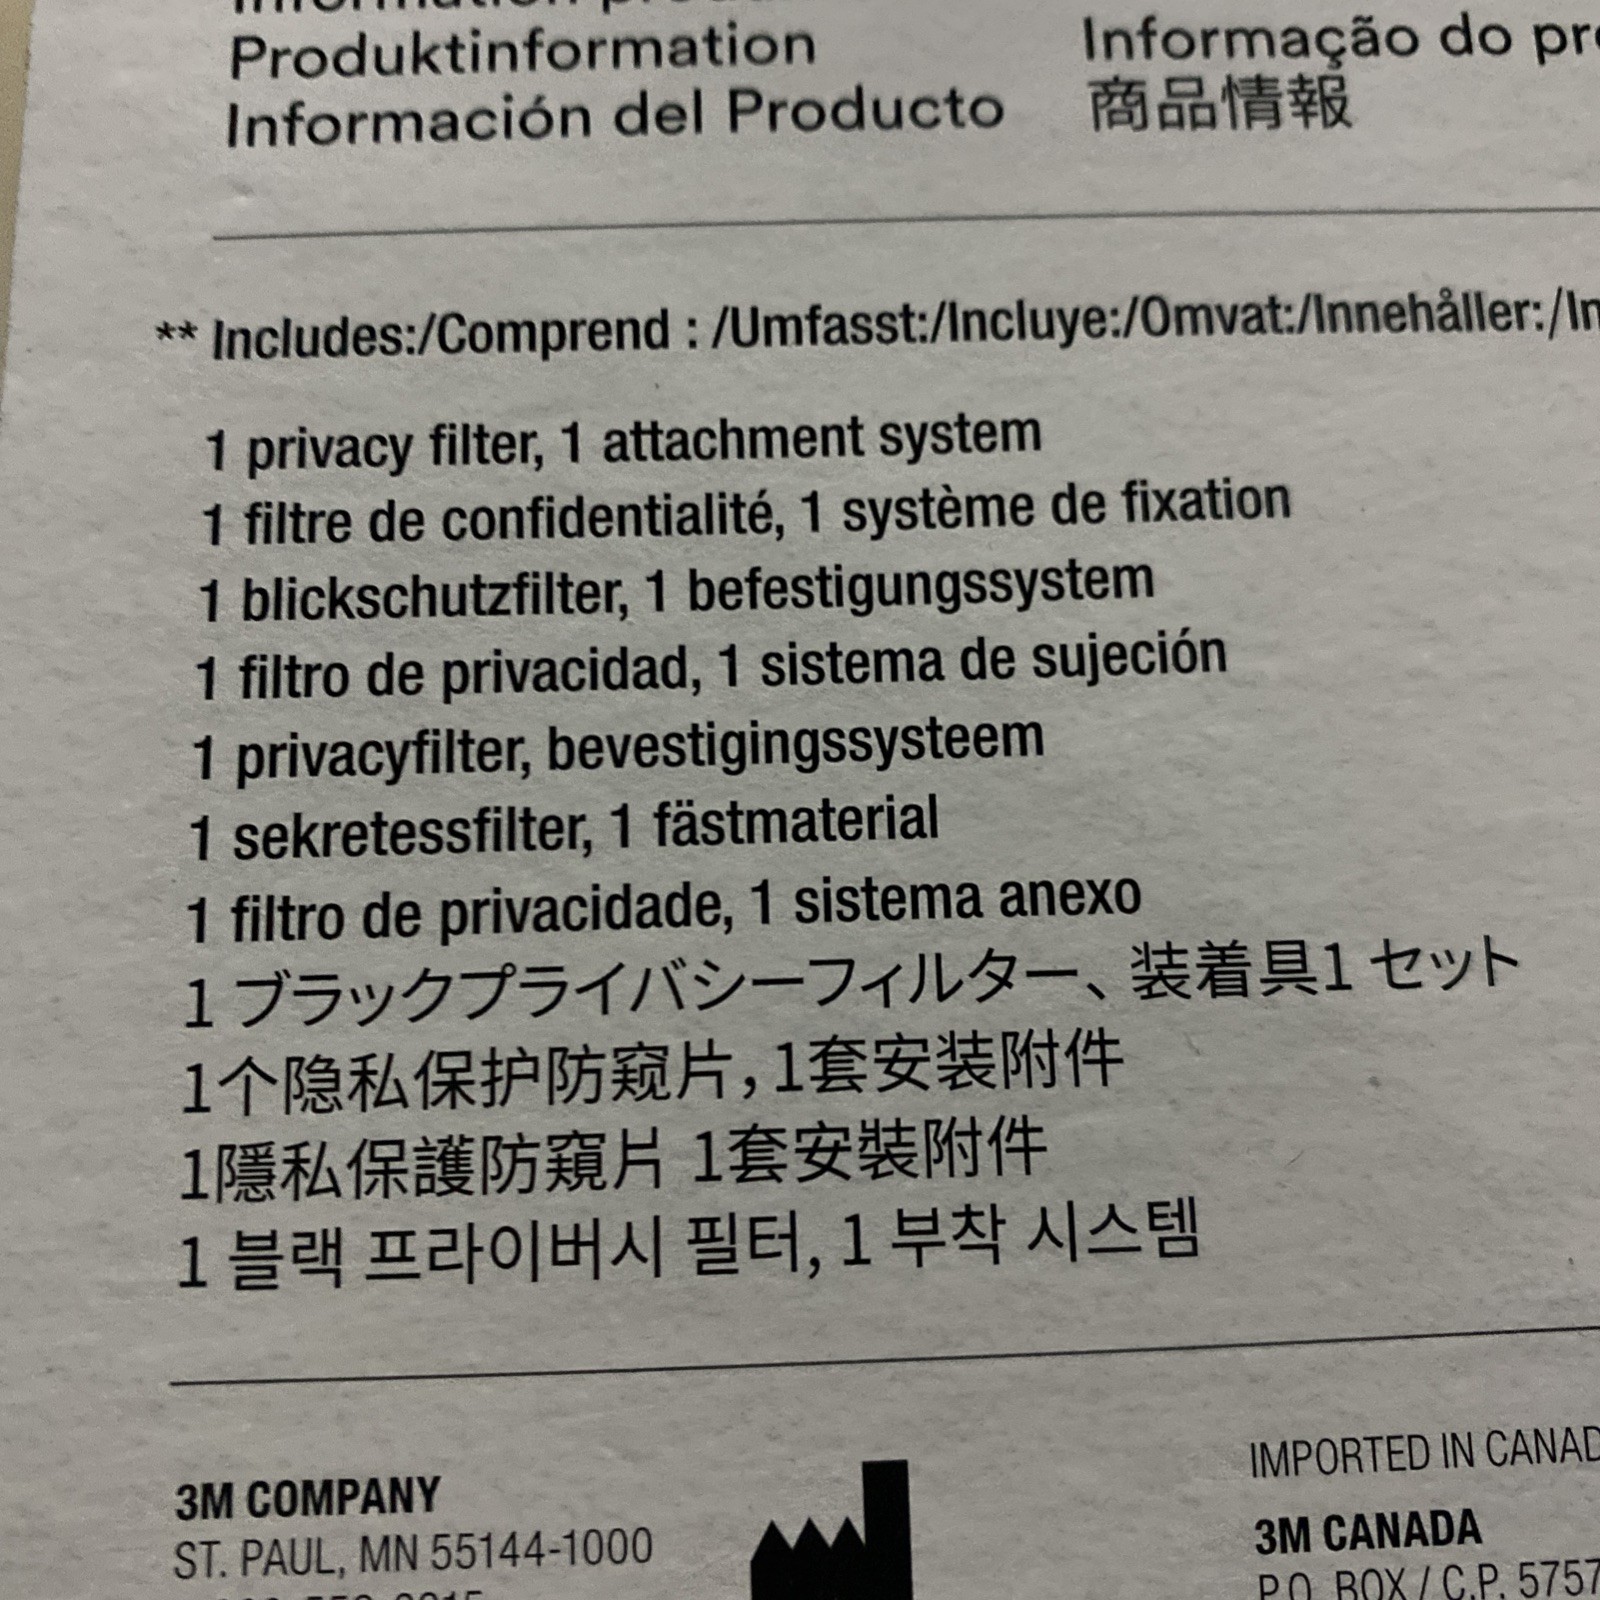 Produktinformation
Información del Producto
Informação do
商品情報
** Includes:/Comprend : /Umfasst:/Incluye:/Omvat:/Innehåller:
1 privacy filter, 1 attachment system
1 filtre de confidentialité, 1 système de fixation
1 blickschutzfilter, 1 befestigungssystem
1 filtro de privacidad, 1 sistema de sujeción
1 privacyfilter, bevestigingssysteem
1 sekretessfilter, 1 fästmaterial
1 filtro de privacidade, 1 sistema anexo
1 ブラックプライバシーフィルター、装着具1 セット
1个隐私保护防窥片，1套安装附件
1隱私保護防窺片 1套安裝附件
1 블랙 프라이버시 필터, 1 부착 시스템
3M COMPANY
ST. PAUL, MN 55144-1000
IMPORTED IN
3M CANADA
P.O. BOX / C.P. 5757